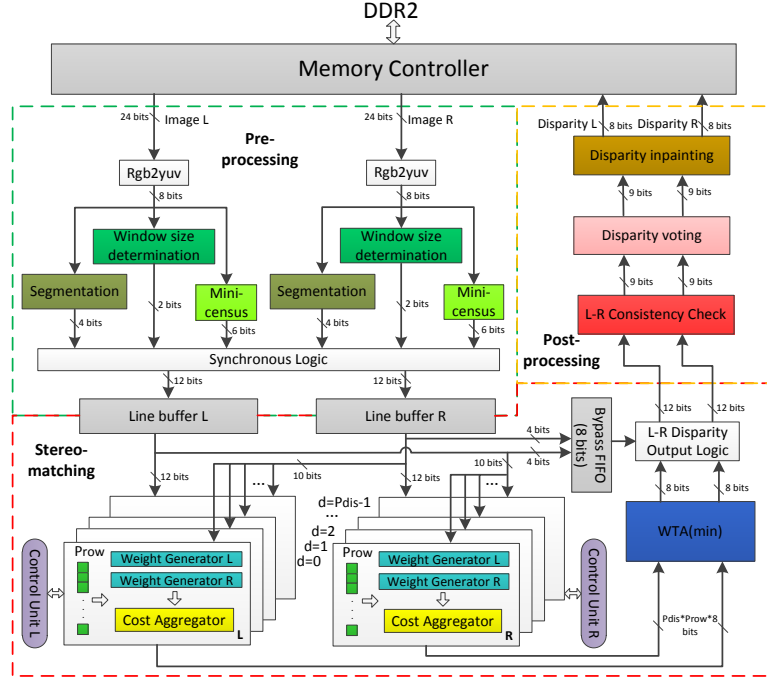 DDR2
Memory Controller
24 bits
Image L
24 bits
Image R
Pre-
processing
Disparity L
8 bits
Disparity R
8 bits
Rgb2yuv
Rgb2yuv
Disparity inpainting
8 bits
8 bits
9 bits
9 bits
Window size
determination
Window size
determination
Disparity voting
Segmentation
Mini-
census
Segmentation
Mini-
census
2 bits
2 bits
9 bits
9 bits
4 bits
6 bits
4 bits
6 bits
L-R Consistency Check
Synchronous Logic
Post-
processing
12 bits
12 bits
Line buffer L
Line buffer R
12 bits
12 bits
Stereo-
matching
4 bits
4 bits
Bypass FIFO
(8 bits)
L-R Disparity
Output Logic
12 bits
10 bits
12 bits
10 bits
8 bits
8 bits
...
...
d=Pdis-1
...
d=2
d=1
d=0
WTA(min)
Control Unit L
Prow
Weight Generator L
Weight Generator R
Cost Aggregator
L
Prow
Weight Generator L
Weight Generator R
Cost Aggregator
R
Control Unit R
Pdis*Prow*8
bits